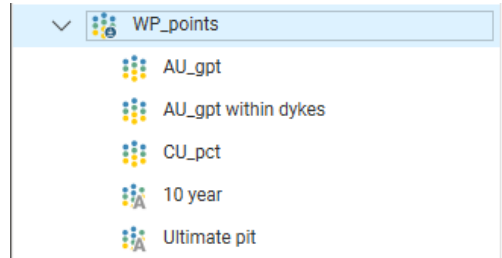 WP_points
AU_gpt
AU_gpt within dykes
CU_pct
10 year
Ultimate pit